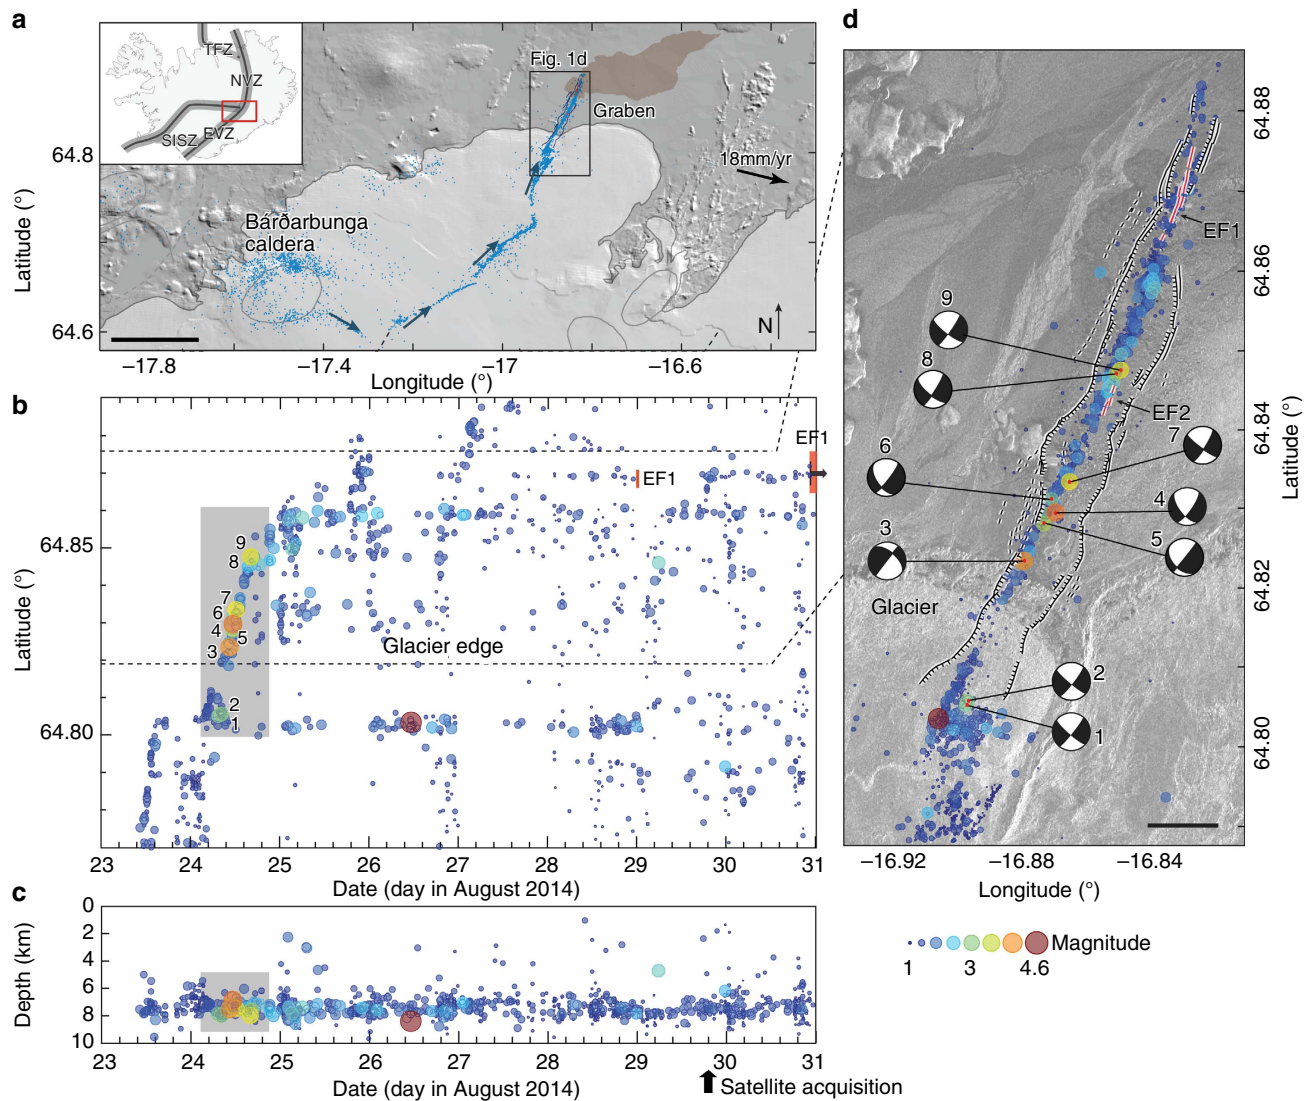 a
TFZ
NVZ
SISZ
EVZ
Fig. 1d
Graben
18mm/yr
Bárðarbunga
caldera
N
64.8
64.6
Latitude (°)
−17.8
−17.4
−17
−16.6
Longitude (°)
b
EF1
EF1
9
8
7
6
4
5
3
2
1
Glacier edge
64.85
64.80
Latitude (°)
23
24
25
26
27
28
29
30
31
Date (day in August 2014)
c
0
2
4
6
8
10
Depth (km)
23
24
25
26
27
28
29
30
31
Date (day in August 2014)
Satellite acquisition
d
EF1
9
8
EF2
7
6
4
3
5
Glacier
2
1
64.88
64.86
64.84
64.82
64.80
Latitude (°)
−16.92
−16.88
−16.84
Longitude (°)
Magnitude
1
3
4.6